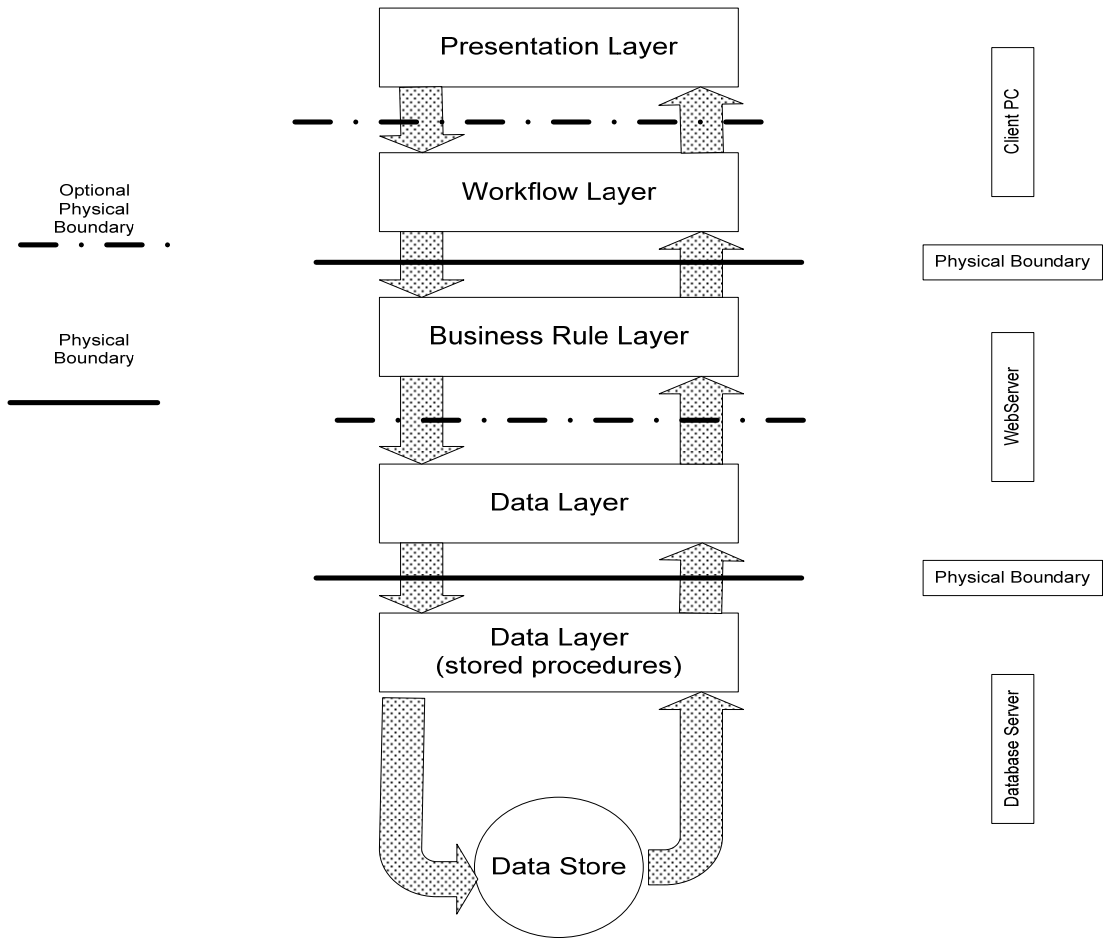 Presentation Layer
Client PC
Optional
Physical
Boundary
Workflow Layer
Physical Boundary
Physical
Boundary
Business Rule Layer
WebServer
Data Layer
Physical Boundary
Data Layer
(stored procedures)
Database Server
Data Store